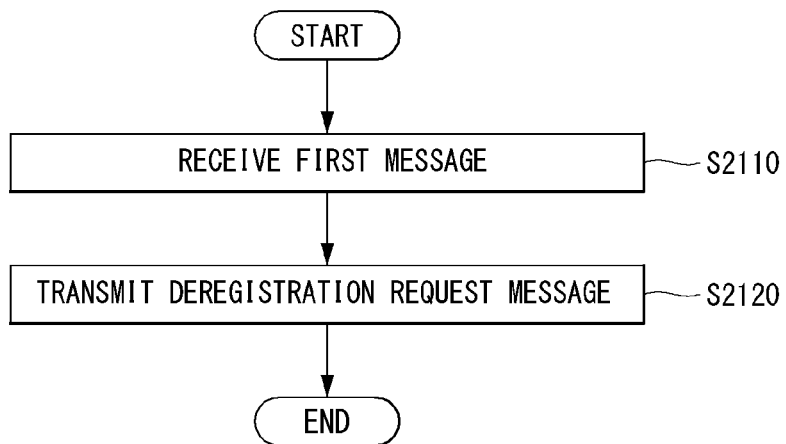 START
RECEIVE FIRST MESSAGE
S2110
TRANSMIT DEREGISTRATION REQUEST MESSAGE
S2120
END